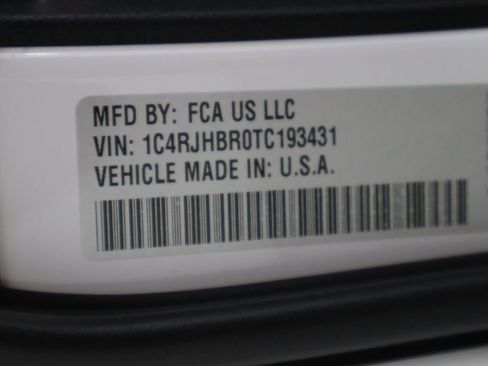 MFD BY: FCA US LLC
VIN: 1C4RJHBR0TC193431
VEHICLE MADE IN: U.S.A.